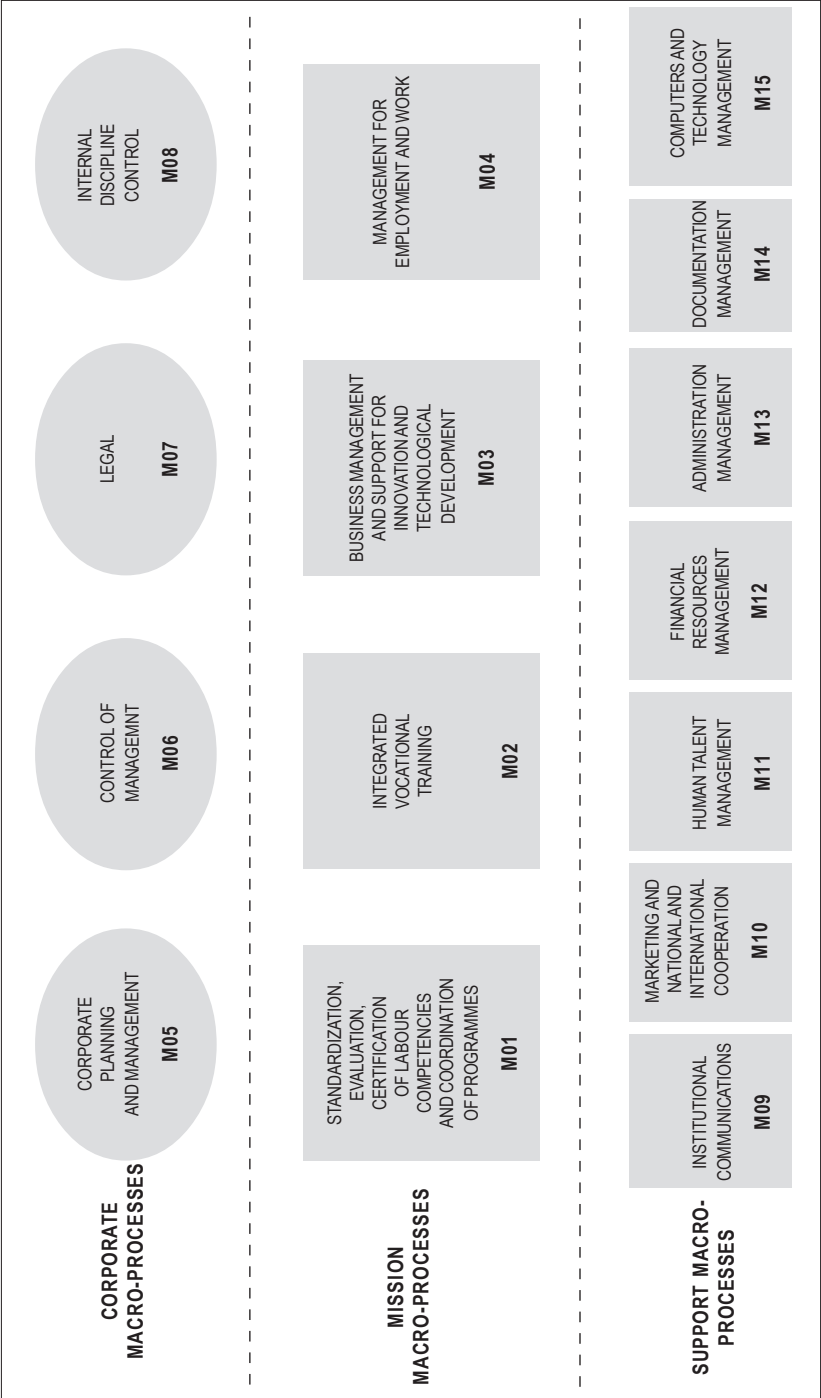 CORPORATE
MACRO-PROCESSES
CORPORATE
PLANNING
AND MANAGEMENT
M05
CONTROL OF
MANAGEMNT
M06
LEGAL
M07
INTERNAL
DISCIPLINE
CONTROL
M08
MISSION
MACRO-PROCESSES
STANDARDIZATION,
EVALUATION,
CERTIFICATION
OF LABOUR
COMPETENCIES
AND COORDINATION
OF PROGRAMMES
M01
INTEGRATED
VOCATIONAL
TRAINING
M02
BUSINESS MANAGEMENT
AND SUPPORT FOR
INNOVATION AND
TECHNOLOGICAL
DEVELOPMENT
M03
MANAGEMENT FOR
EMPLOYMENT AND WORK
M04
SUPPORT MACRO-
PROCESSES
INSTITUTIONAL
COMMUNICATIONS
M09
MARKETING AND
NATIONAL AND
INTERNATIONAL
COOPERATION
M10
HUMAN TALENT
MANAGEMENT
M11
FINANCIAL
RESOURCES
MANAGEMENT
M12
ADMINISTRATION
MANAGEMENT
M13
DOCUMENTATION
MANAGEMENT
M14
COMPUTERS AND
TECHNOLOGY
MANAGEMENT
M15